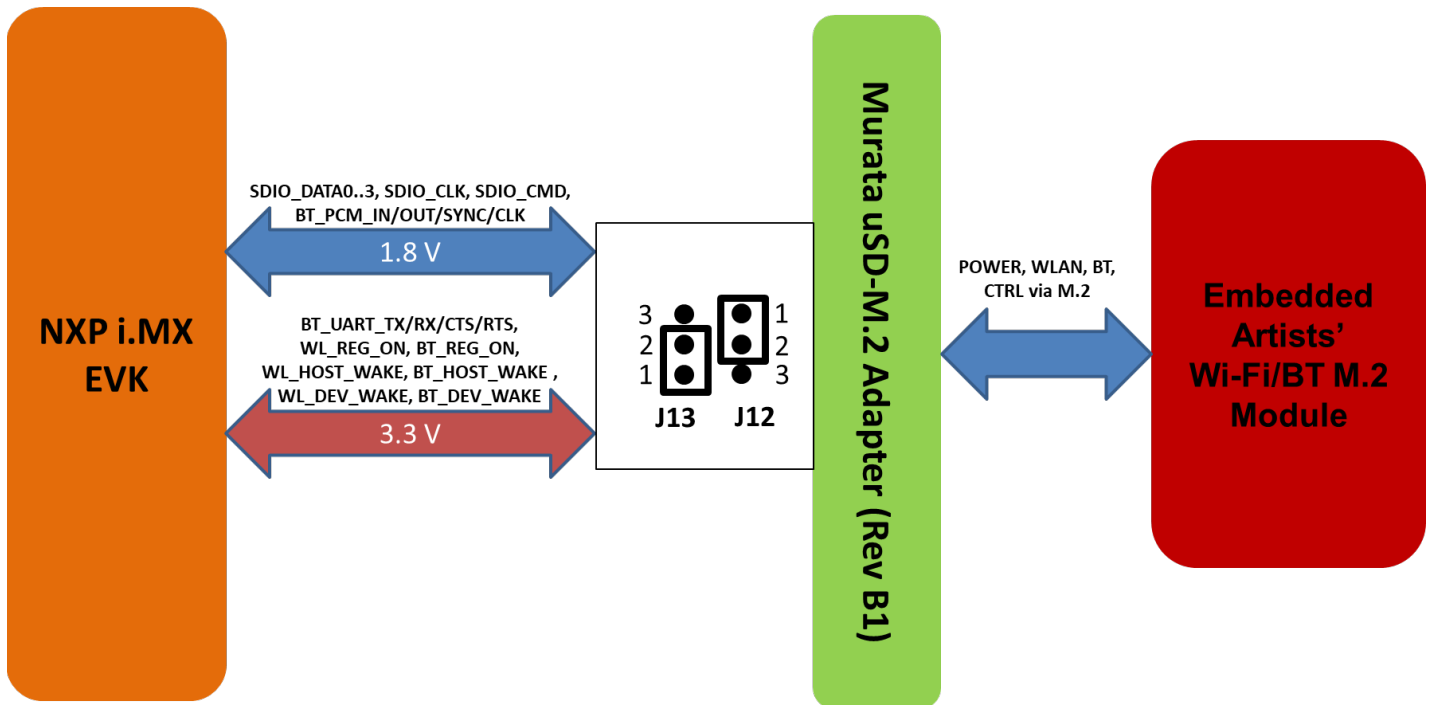 NXP i.MX
EVK
SDIO_DATA0..3, SDIO_CLK, SDIO_CMD,
BT_PCM_IN/OUT/SYNC/CLK
1.8 V
BT_UART_TX/RX/CTS/RTS,
WL_REG_ON, BT_REG_ON,
WL_HOST_WAKE, BT_HOST_WAKE ,
WL_DEV_WAKE, BT_DEV_WAKE
3.3 V
3
2
1
J13
1
2
3
J12
Murata uSD-M.2 Adapter (Rev B1)
POWER, WLAN, BT,
CTRL via M.2
Embedded
Artists’
Wi-Fi/BT M.2
Module